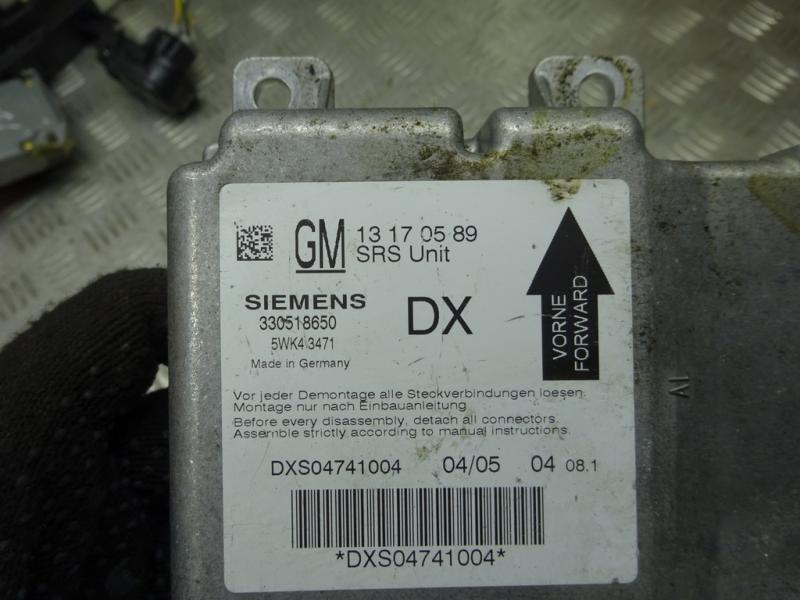 GM 13 17 05 89
SRS Unit
SIEMENS
330518650
5WK4 3471
Made in Germany
DX
VORNE
FORWARD
Vor jeder Demontage alle Steckverbindungen loesen.
Montage nur nach Einbauanleitung
Before every disassembly, detach all connectors.
Assemble strictly according to manual instructions.
DXS04741004 04/05 04 08.1
*DXS04741004*